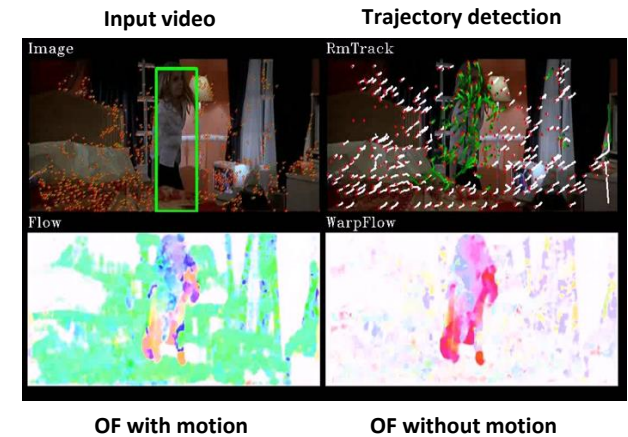 Input video
Trajectory detection
Image
RmTrack
Flow
WarpFlow
OF with motion
OF without motion